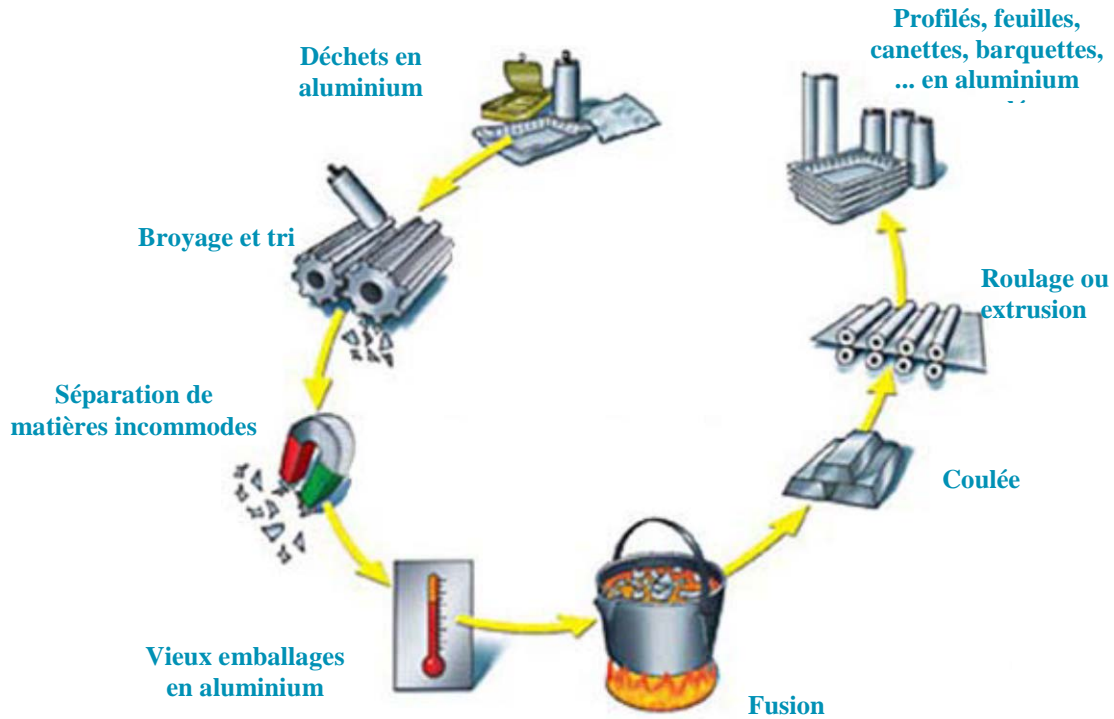 Déchets en
aluminium
Broyage et tri
Séparation de
matières incommodes
Vieux emballages
en aluminium
Fusion
Coulée
Roulage ou
extrusion
Profilés, feuilles,
canettes, barquettes,
... en aluminium